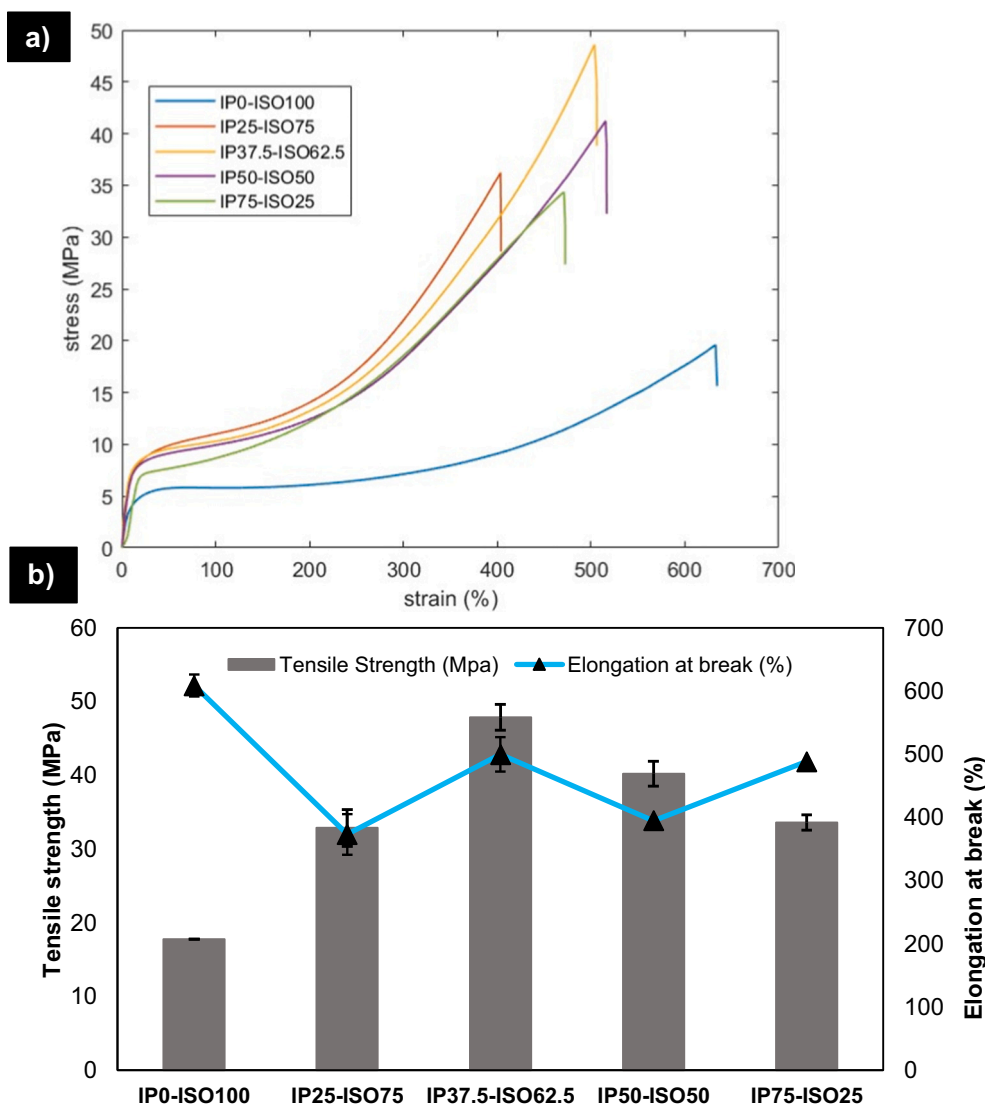 a)
50
45
40
35
30
25
20
15
10
5
0
stress (MPa)
IP0-ISO100
IP25-ISO75
IP37.5-ISO62.5
IP50-ISO50
IP75-ISO25
0 100 200 300 400 500 600 700
strain (%)
b)
60
50
40
30
20
10
0
Tensile strength (MPa)
Tensile Strength (Mpa) Elongation at break (%)
700
600
500
400
300
200
100
0
Elongation at break (%)
IP0-ISO100 IP25-ISO75 IP37.5-ISO62.5 IP50-ISO50 IP75-ISO25